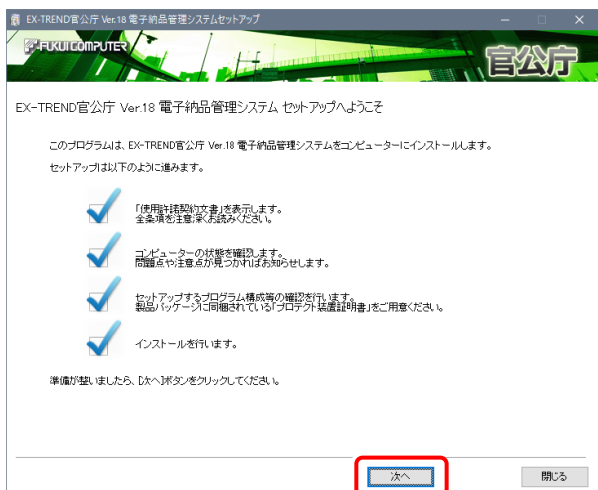 EX-TREND官公庁 Ver.18 電子納品管理システムセットアップ
FUKUI COMPUTER
官公庁
EX-TREND官公庁 Ver.18 電子納品管理システム セットアップへようこそ
このプログラムは、EX-TREND官公庁 Ver.18 電子納品管理システムをコンピューターにインストールします。
セットアップは以下のように進みます。
「使用許諾契約文書」を表示します。
全条項を注意深くお読みください。
コンピューターの状態を確認します。
問題点や注意点が見つかればお知らせします。
セットアップするプログラム構成等の確認を行います。
製品パッケージに同梱されている「プロテクト装置証明書」をご用意ください。
インストールを行います。
準備が整いましたら、[次へ]ボタンをクリックしてください。
次へ
閉じる